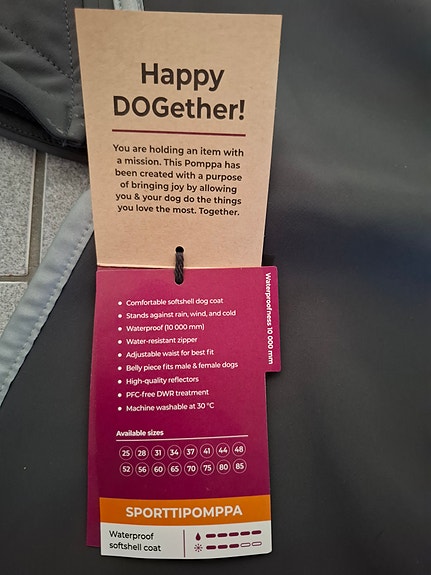 Happy
DOGether!
You are holding an item with
a mission. This Pomppa has
been created with a purpose
of bringing joy by allowing
you & your dog do the things
you love the most. Together.
Waterproofness 10 000 mm
• Comfortable softshell dog coat
• Stands against rain, wind, and cold
• Waterproof (10 000 mm)
• Water-resistant zipper
• Adjustable waist for best fit
• Belly piece fits male & female dogs
• High-quality reflectors
• PFC-free DWR treatment
• Machine washable at 30 °C
Available sizes
25 28 31 34 37 41 44 48
52 56 60 65 70 75 80 85
SPORTTIPOMPPA
Waterproof
softshell coat